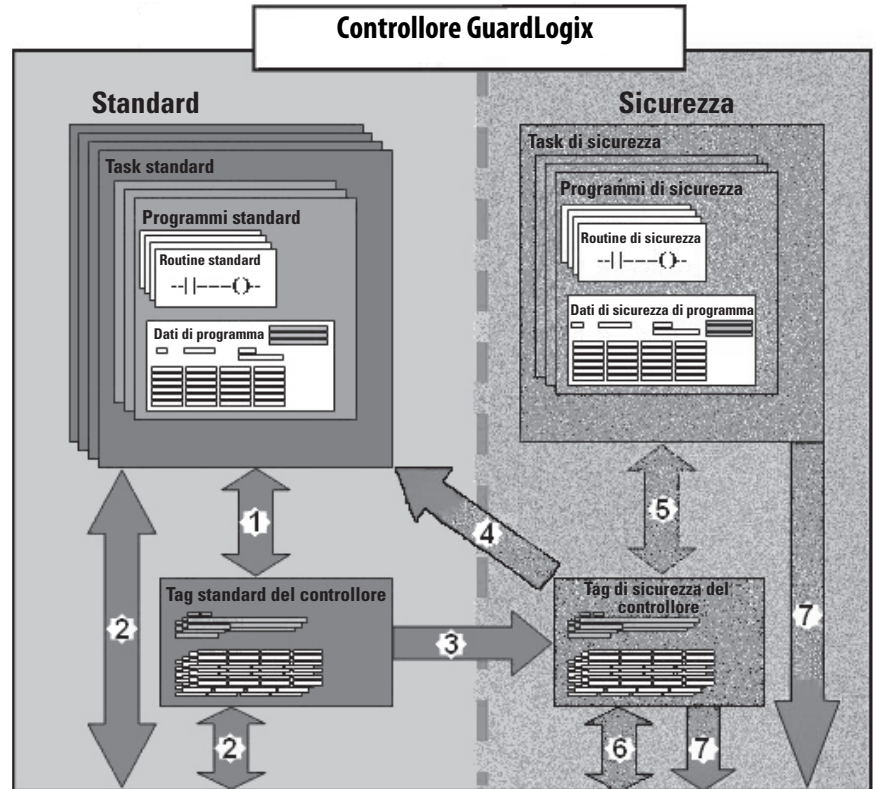 Controllore GuardLogix
Standard
Sicurezza
Task standard
Programmi standard
Routine standard
Dati di programma
Task di sicurezza
Programmi di sicurezza
Routine di sicurezza
Dati di sicurezza di programma
1
2
3
4
5
Tag standard del controllore
Tag di sicurezza del
controllore
7
2
6
7